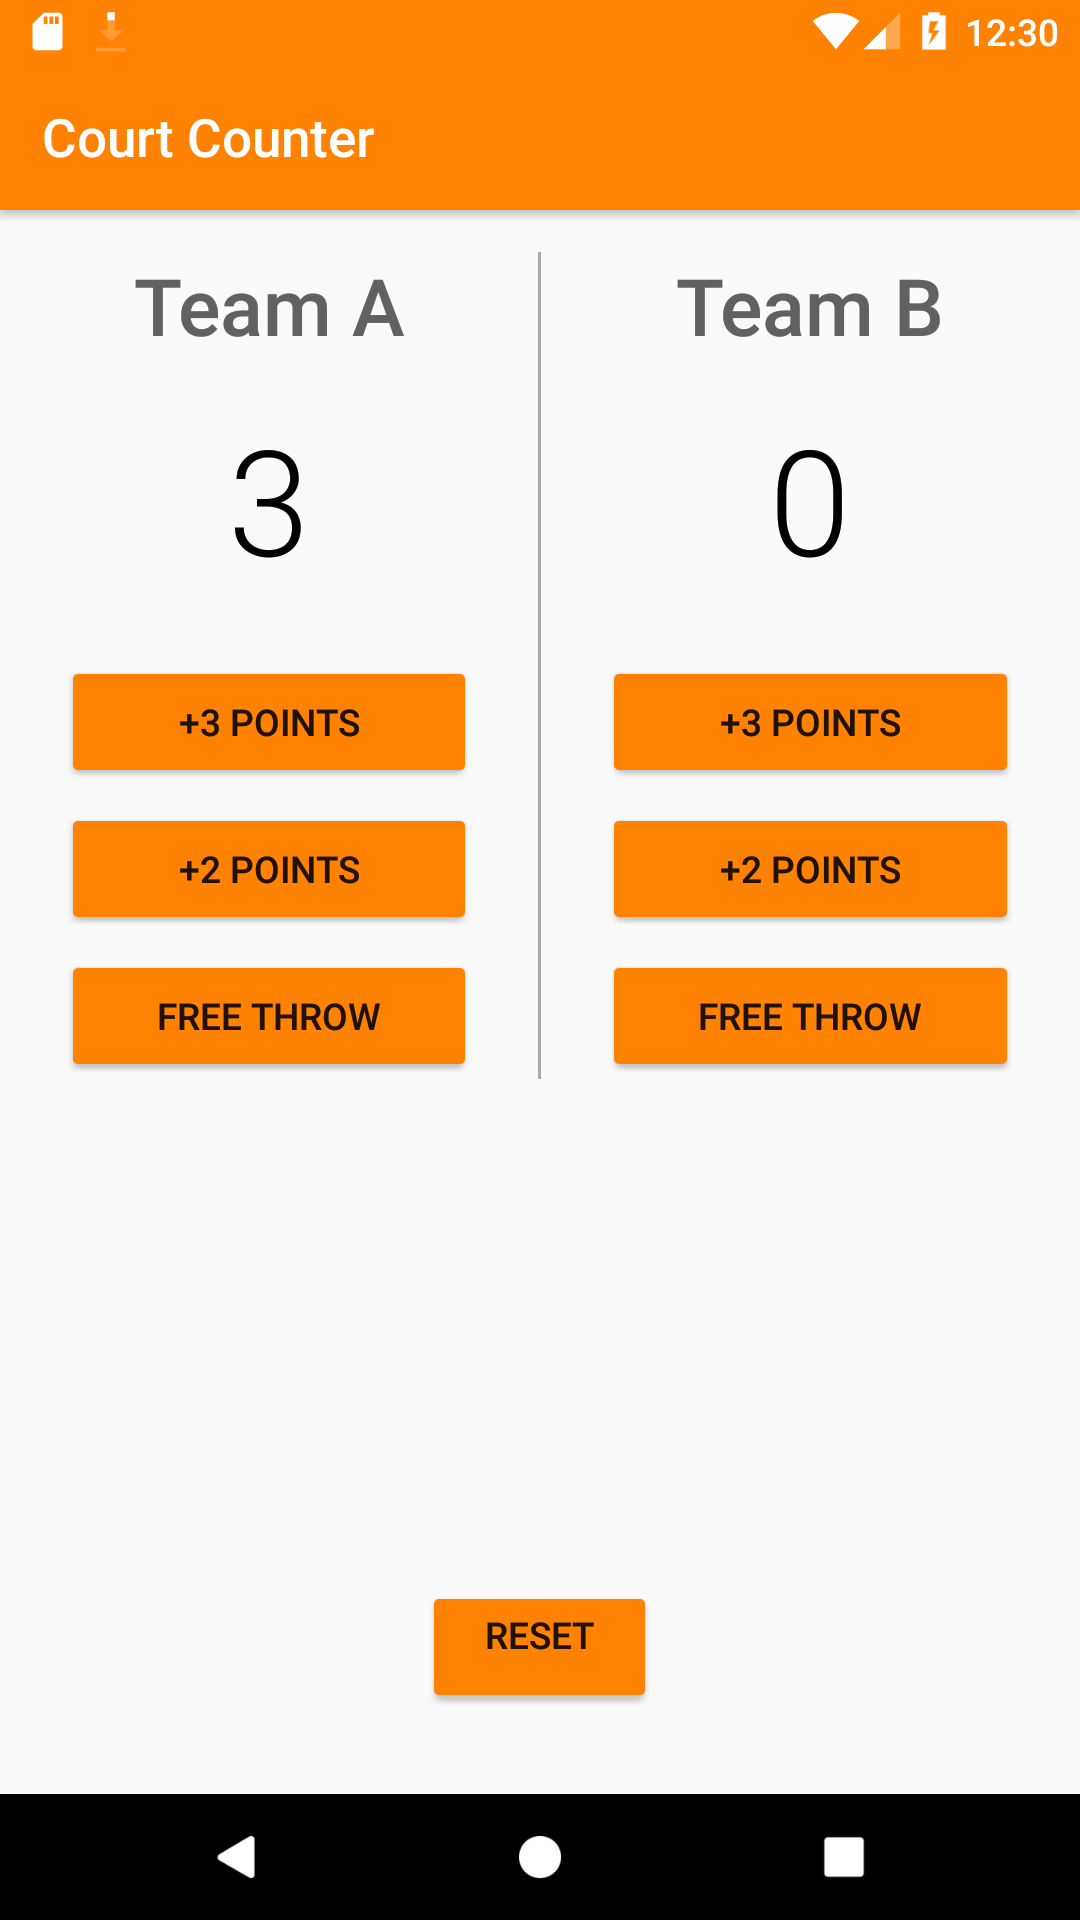 12:30
Court Counter
Team A
Team B
3
0
+3 POINTS
+3 POINTS
+2 POINTS
+2 POINTS
FREE THROW
FREE THROW
RESET